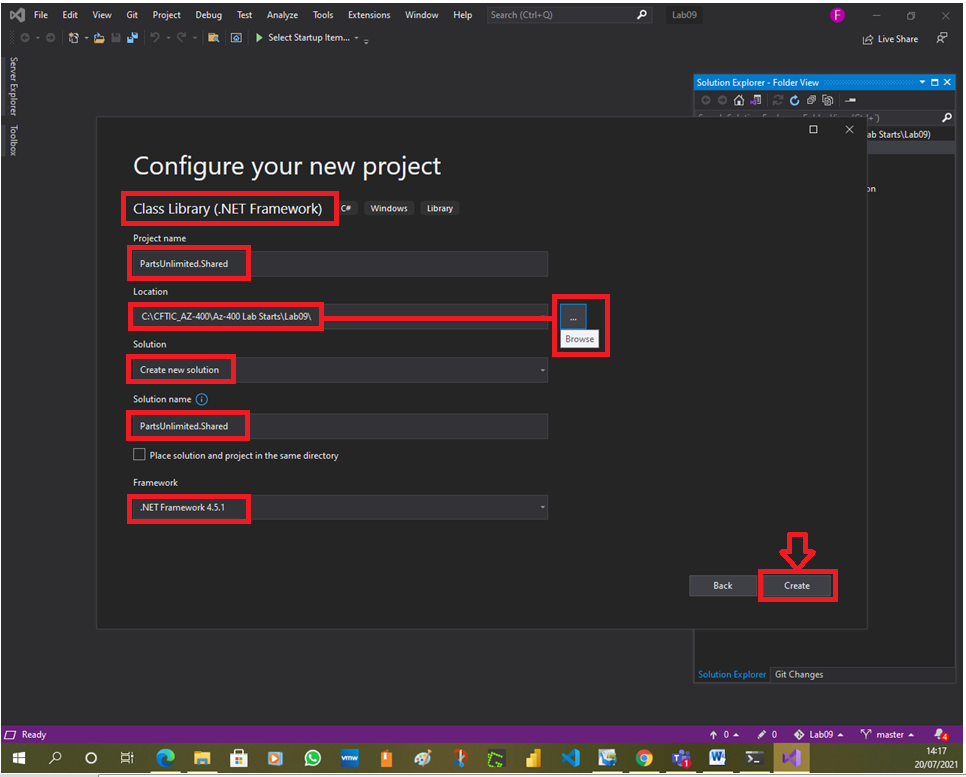 File Edit View Git Project Debug Test Analyze Tools Extensions Window Help Search (Ctrl+Q) Lab09 F
Select Startup Item... Live Share
Server Explorer
Toolbox
Solution Explorer - Folder View
ab Starts\Lab09)
on
Configure your new project
Class Library (.NET Framework) C# Windows Library
Project name
PartsUnlimited.Shared
Location
C:\CFTIC_AZ-400\Az-400 Lab Starts\Lab09\ ...
Browse
Solution
Create new solution
Solution name
PartsUnlimited.Shared
Place solution and project in the same directory
Framework
.NET Framework 4.5.1
Back Create
Solution Explorer Git Changes
Ready 0 0 Lab09 master 4
vmw
14:17
20/07/2021